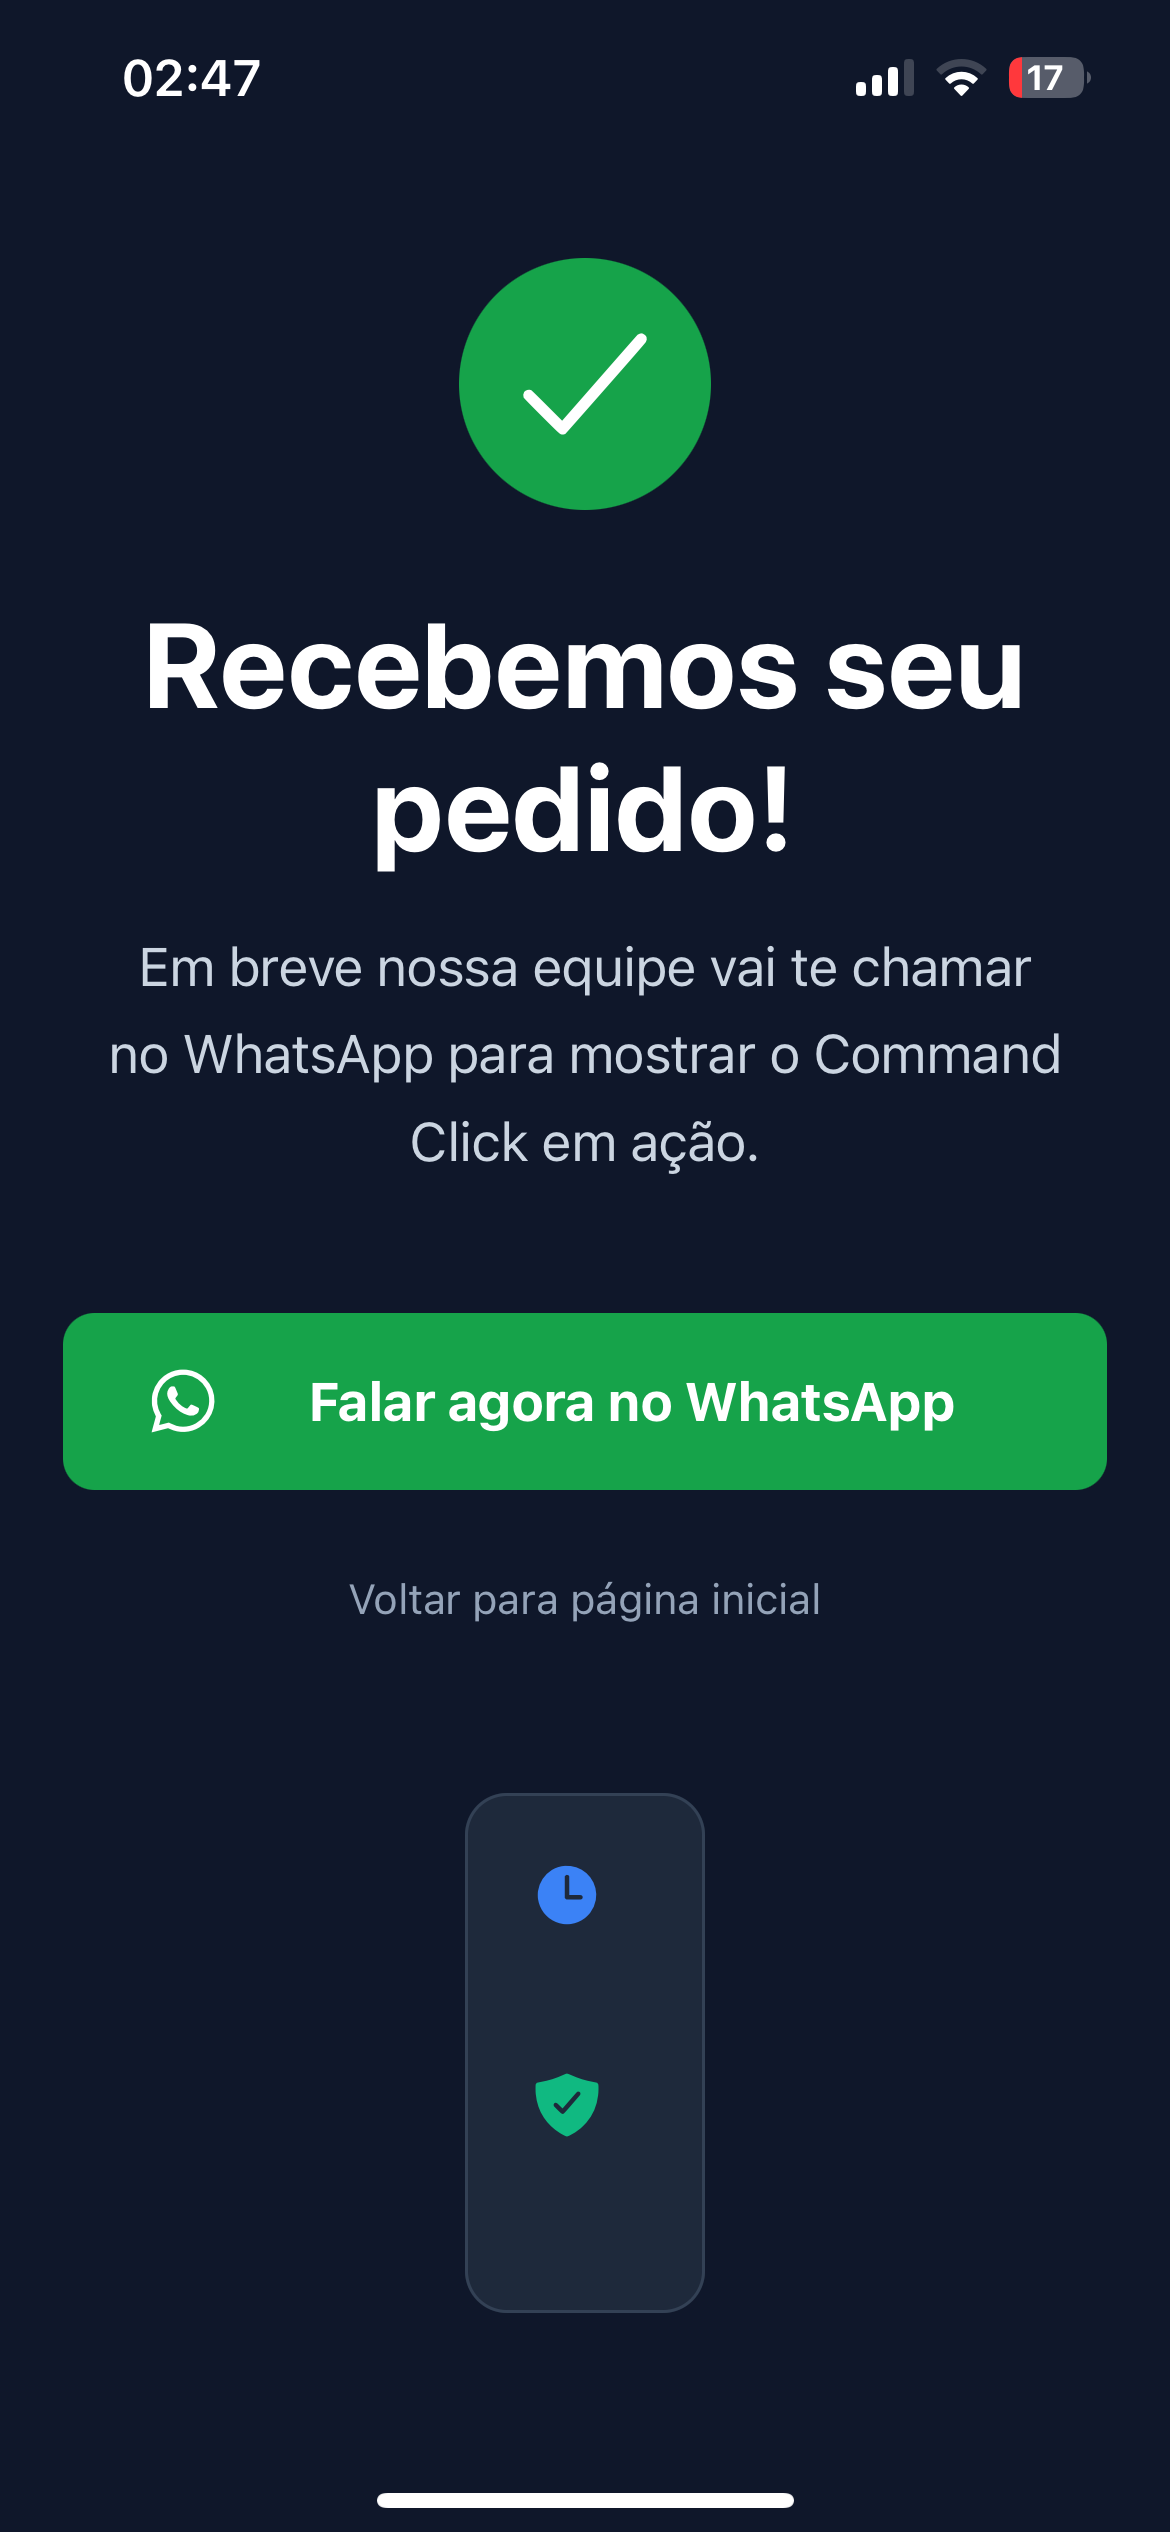 02:47
17
Recebemos seu
pedido!
Em breve nossa equipe vai te chamar
no WhatsApp para mostrar o Command
Click em ação.
Falar agora no WhatsApp
Voltar para página inicial